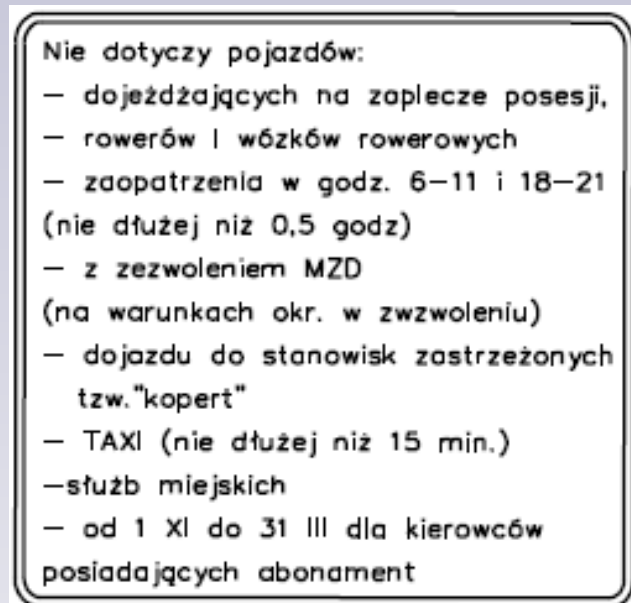 Nie dotyczy pojazdów:
– dojeżdżających na zaplecze posesji,
– rowerów i wózków rowerowych
– zaopatrzenia w godz. 6–11 i 18–21
(nie dłużej niż 0,5 godz)
– z zezwoleniem MZD
(na warunkach okr. w zwzwoleniu)
– dojazdu do stanowisk zastrzeżonych
tzw."kopert"
– TAXI (nie dłużej niż 15 min.)
–służb miejskich
– od 1 XI do 31 III dla kierowców
posiadających abonament